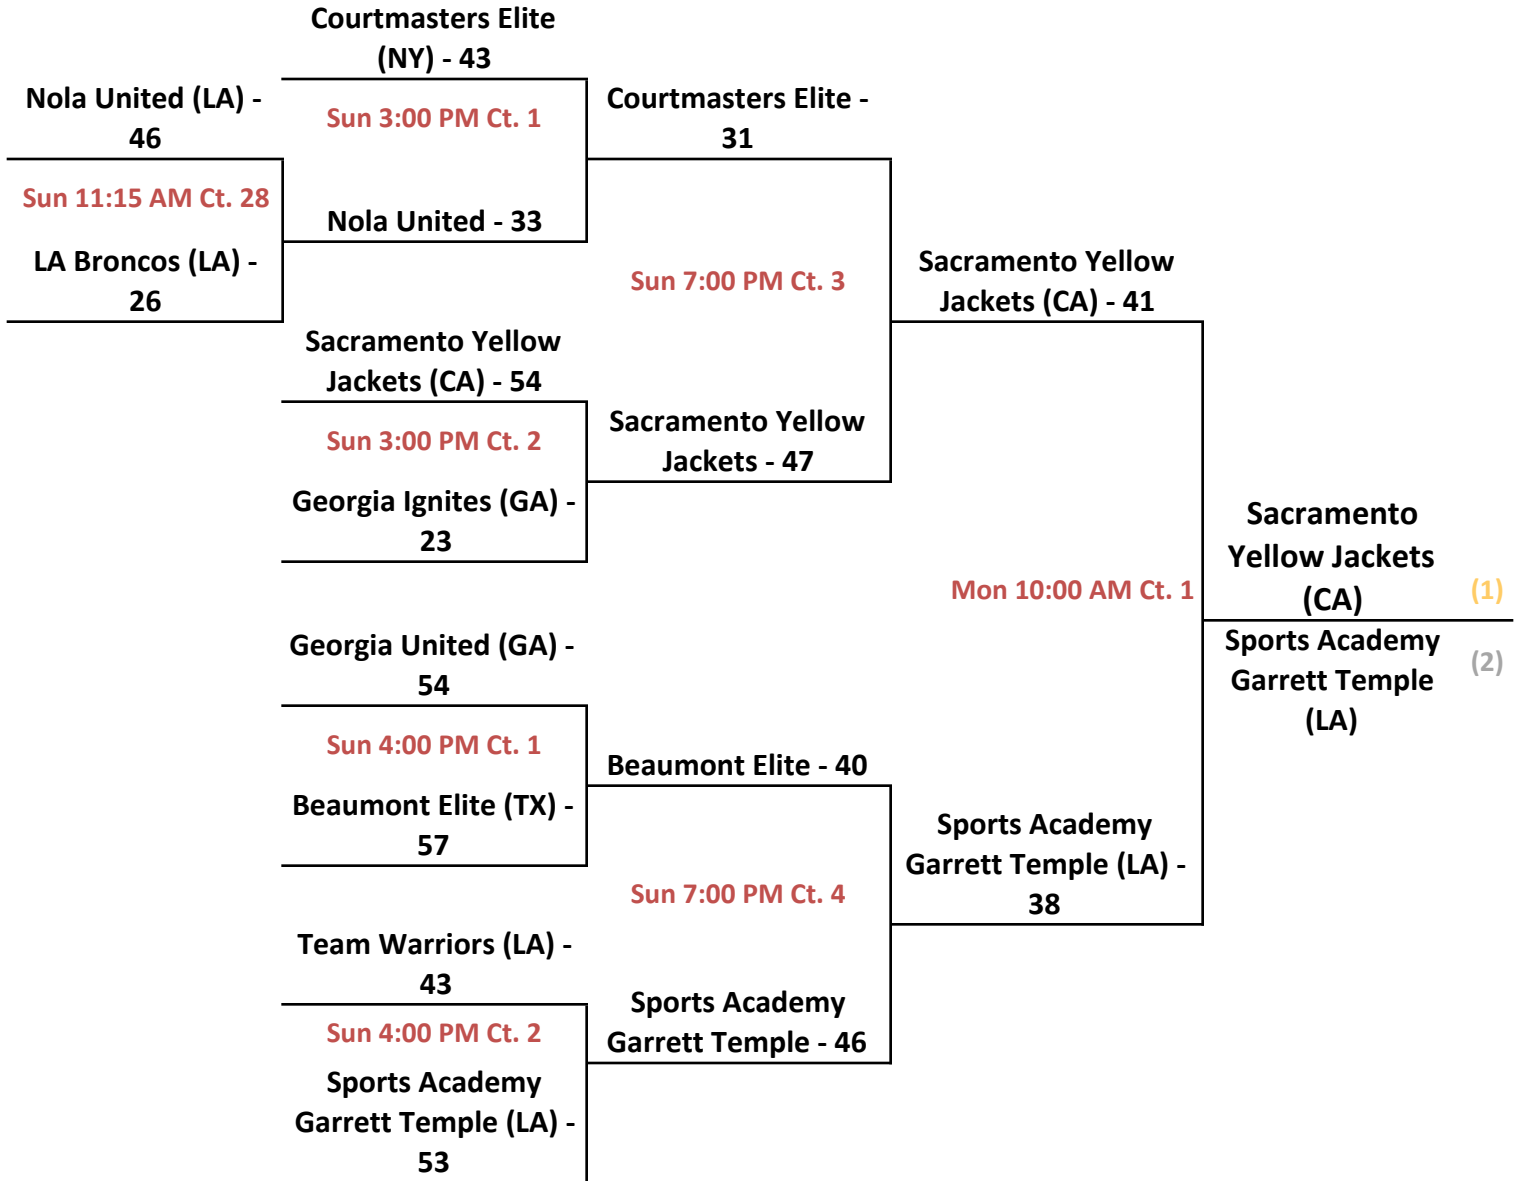 Courtmasters Elite
(NY) - 43
Nola United (LA) -
46
Sun 3:00 PM Ct. 1
Courtmasters Elite -
31
Sun 11:15 AM Ct. 28
Nola United - 33
LA Broncos (LA) -
26
Sun 7:00 PM Ct. 3
Sacramento Yellow
Jackets (CA) - 41
Sacramento Yellow
Jackets (CA) - 54
Sun 3:00 PM Ct. 2
Sacramento Yellow
Jackets - 47
Georgia Ignites (GA) -
23
Sacramento
Yellow Jackets
(CA)
(1)
Mon 10:00 AM Ct. 1
Sports Academy
Garrett Temple
(LA)
(2)
Georgia United (GA) -
54
Sun 4:00 PM Ct. 1
Beaumont Elite - 40
Beaumont Elite (TX) -
57
Sports Academy
Garrett Temple (LA) -
38
Sun 7:00 PM Ct. 4
Team Warriors (LA) -
43
Sun 4:00 PM Ct. 2
Sports Academy
Garrett Temple - 46
Sports Academy
Garrett Temple (LA) -
53